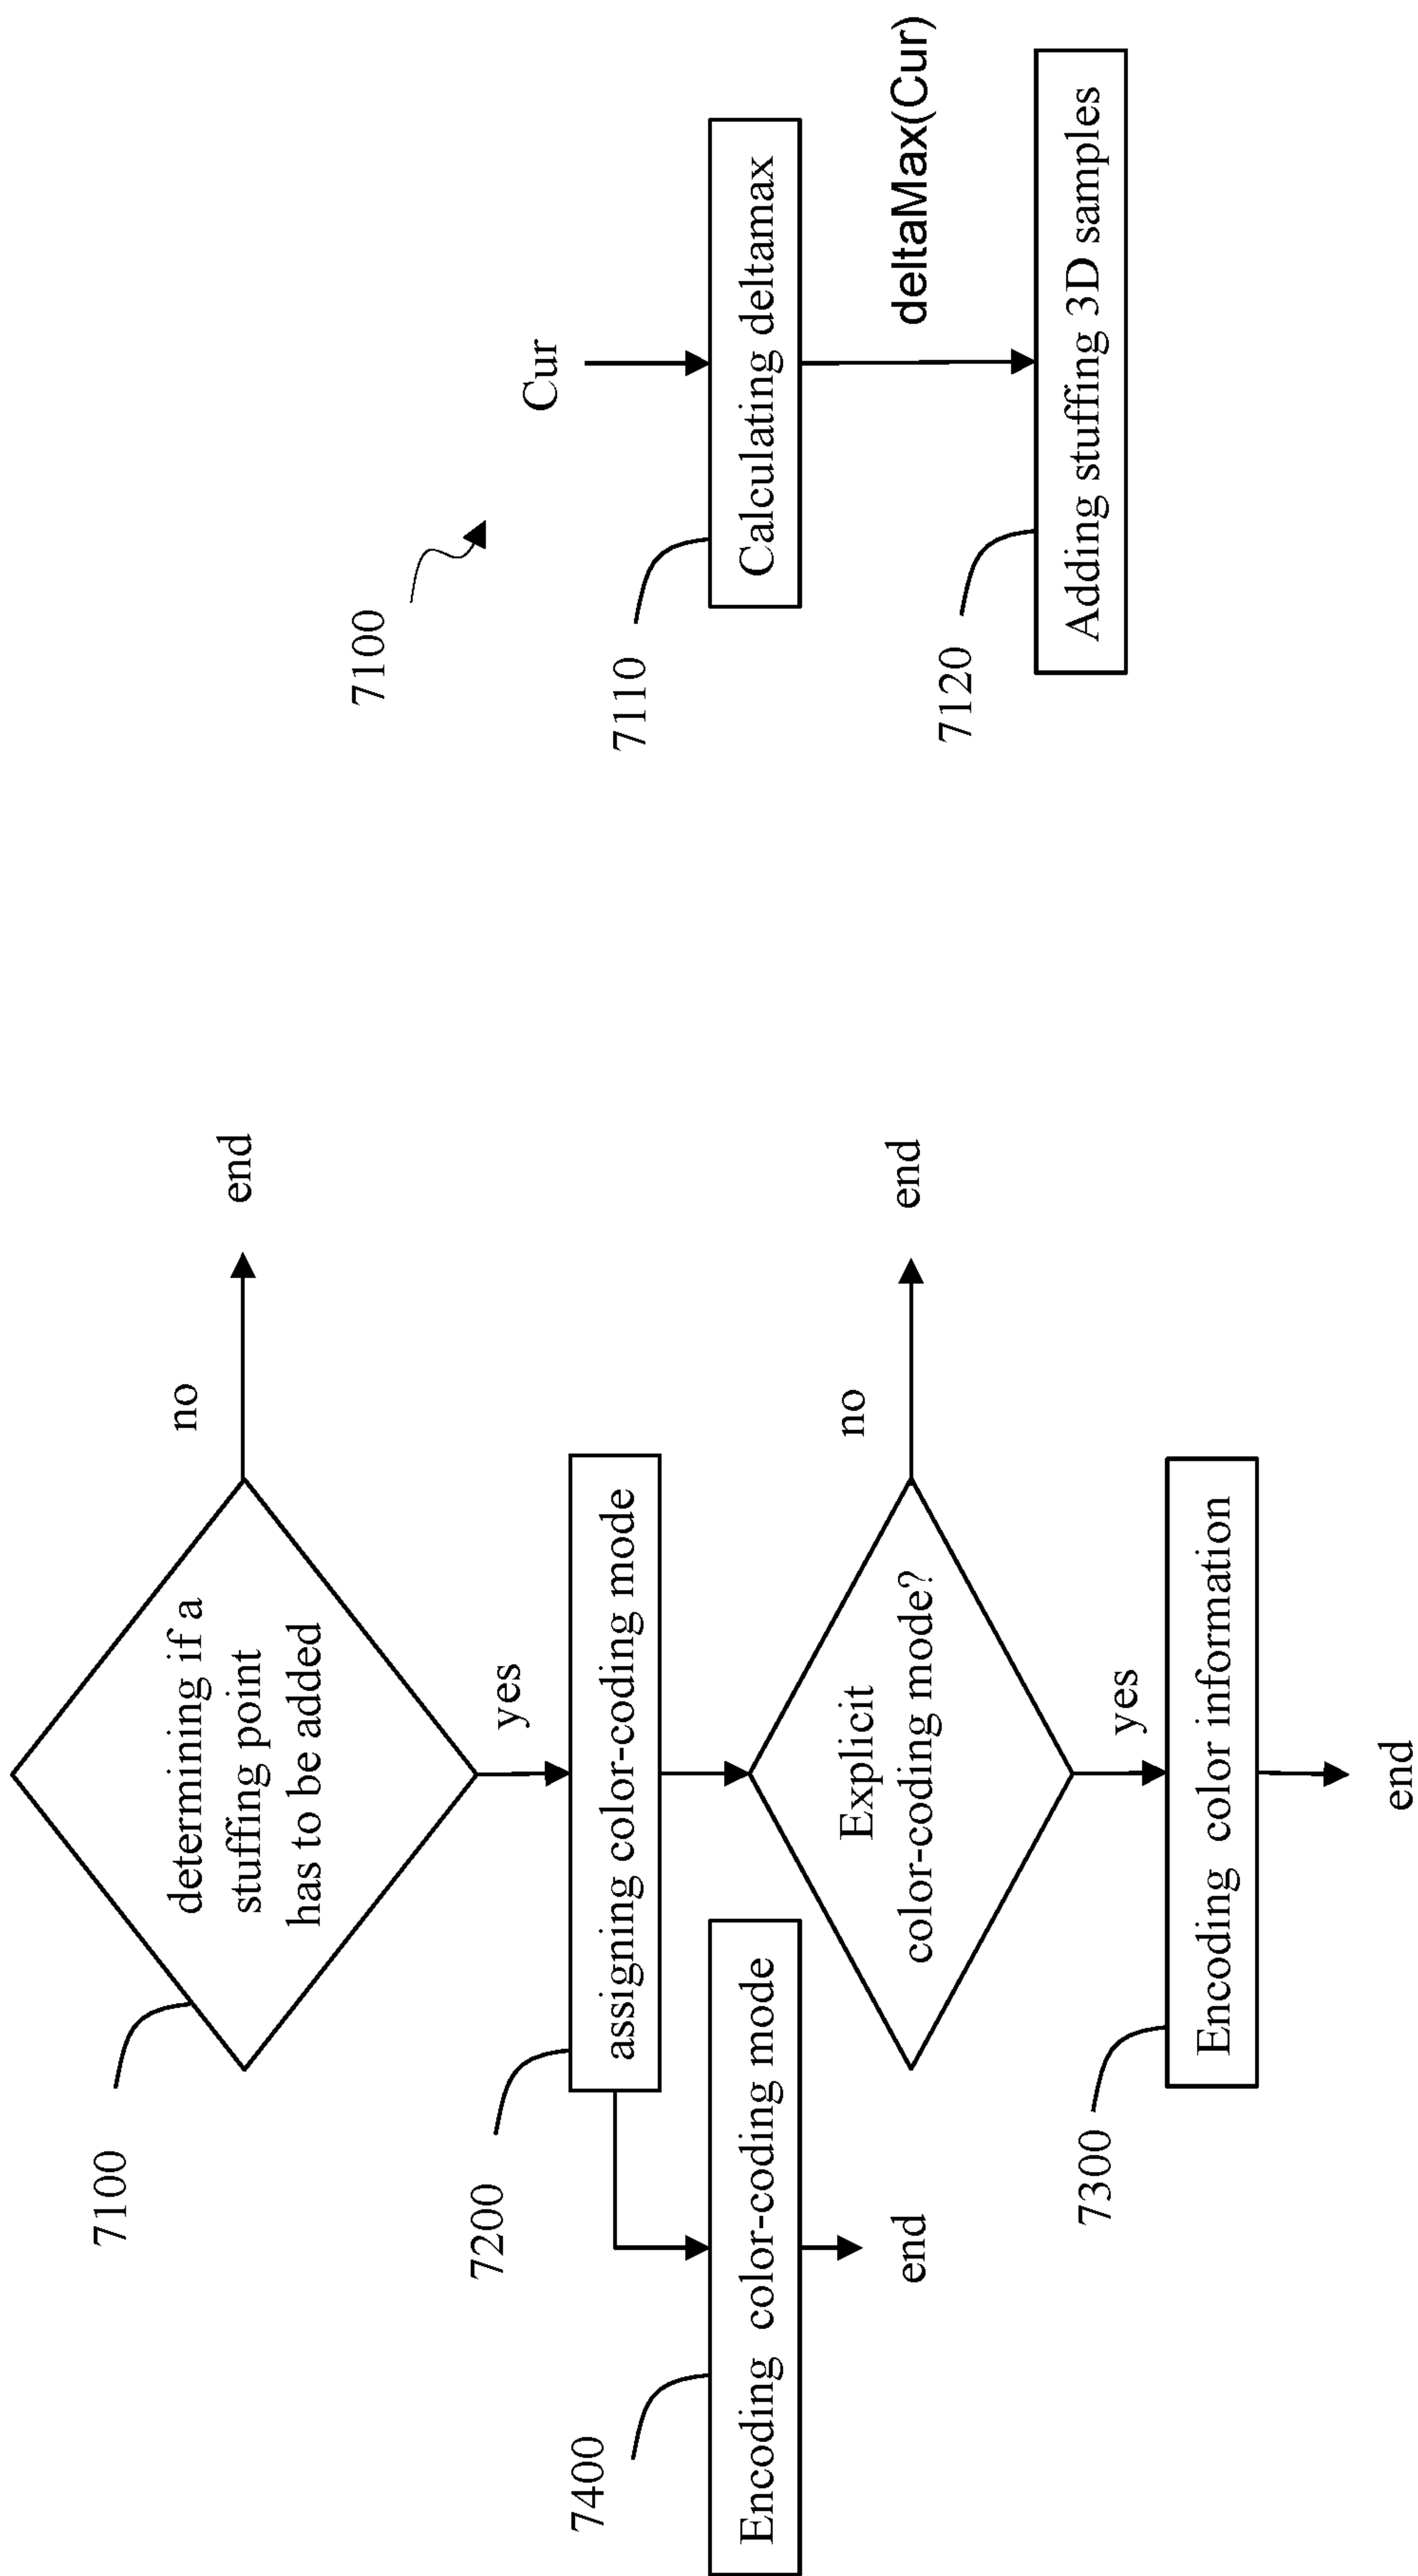 7100
determining if a
stuffing point
has to be added
no
end
yes
7200
assigning color-coding mode
7400
Encoding color-coding mode
end
Explicit
color-coding mode?
no
end
yes
7300
Encoding color information
end
7100
Cur
7110
Calculating deltamax
deltaMax(Cur)
7120
Adding stuffing 3D samples